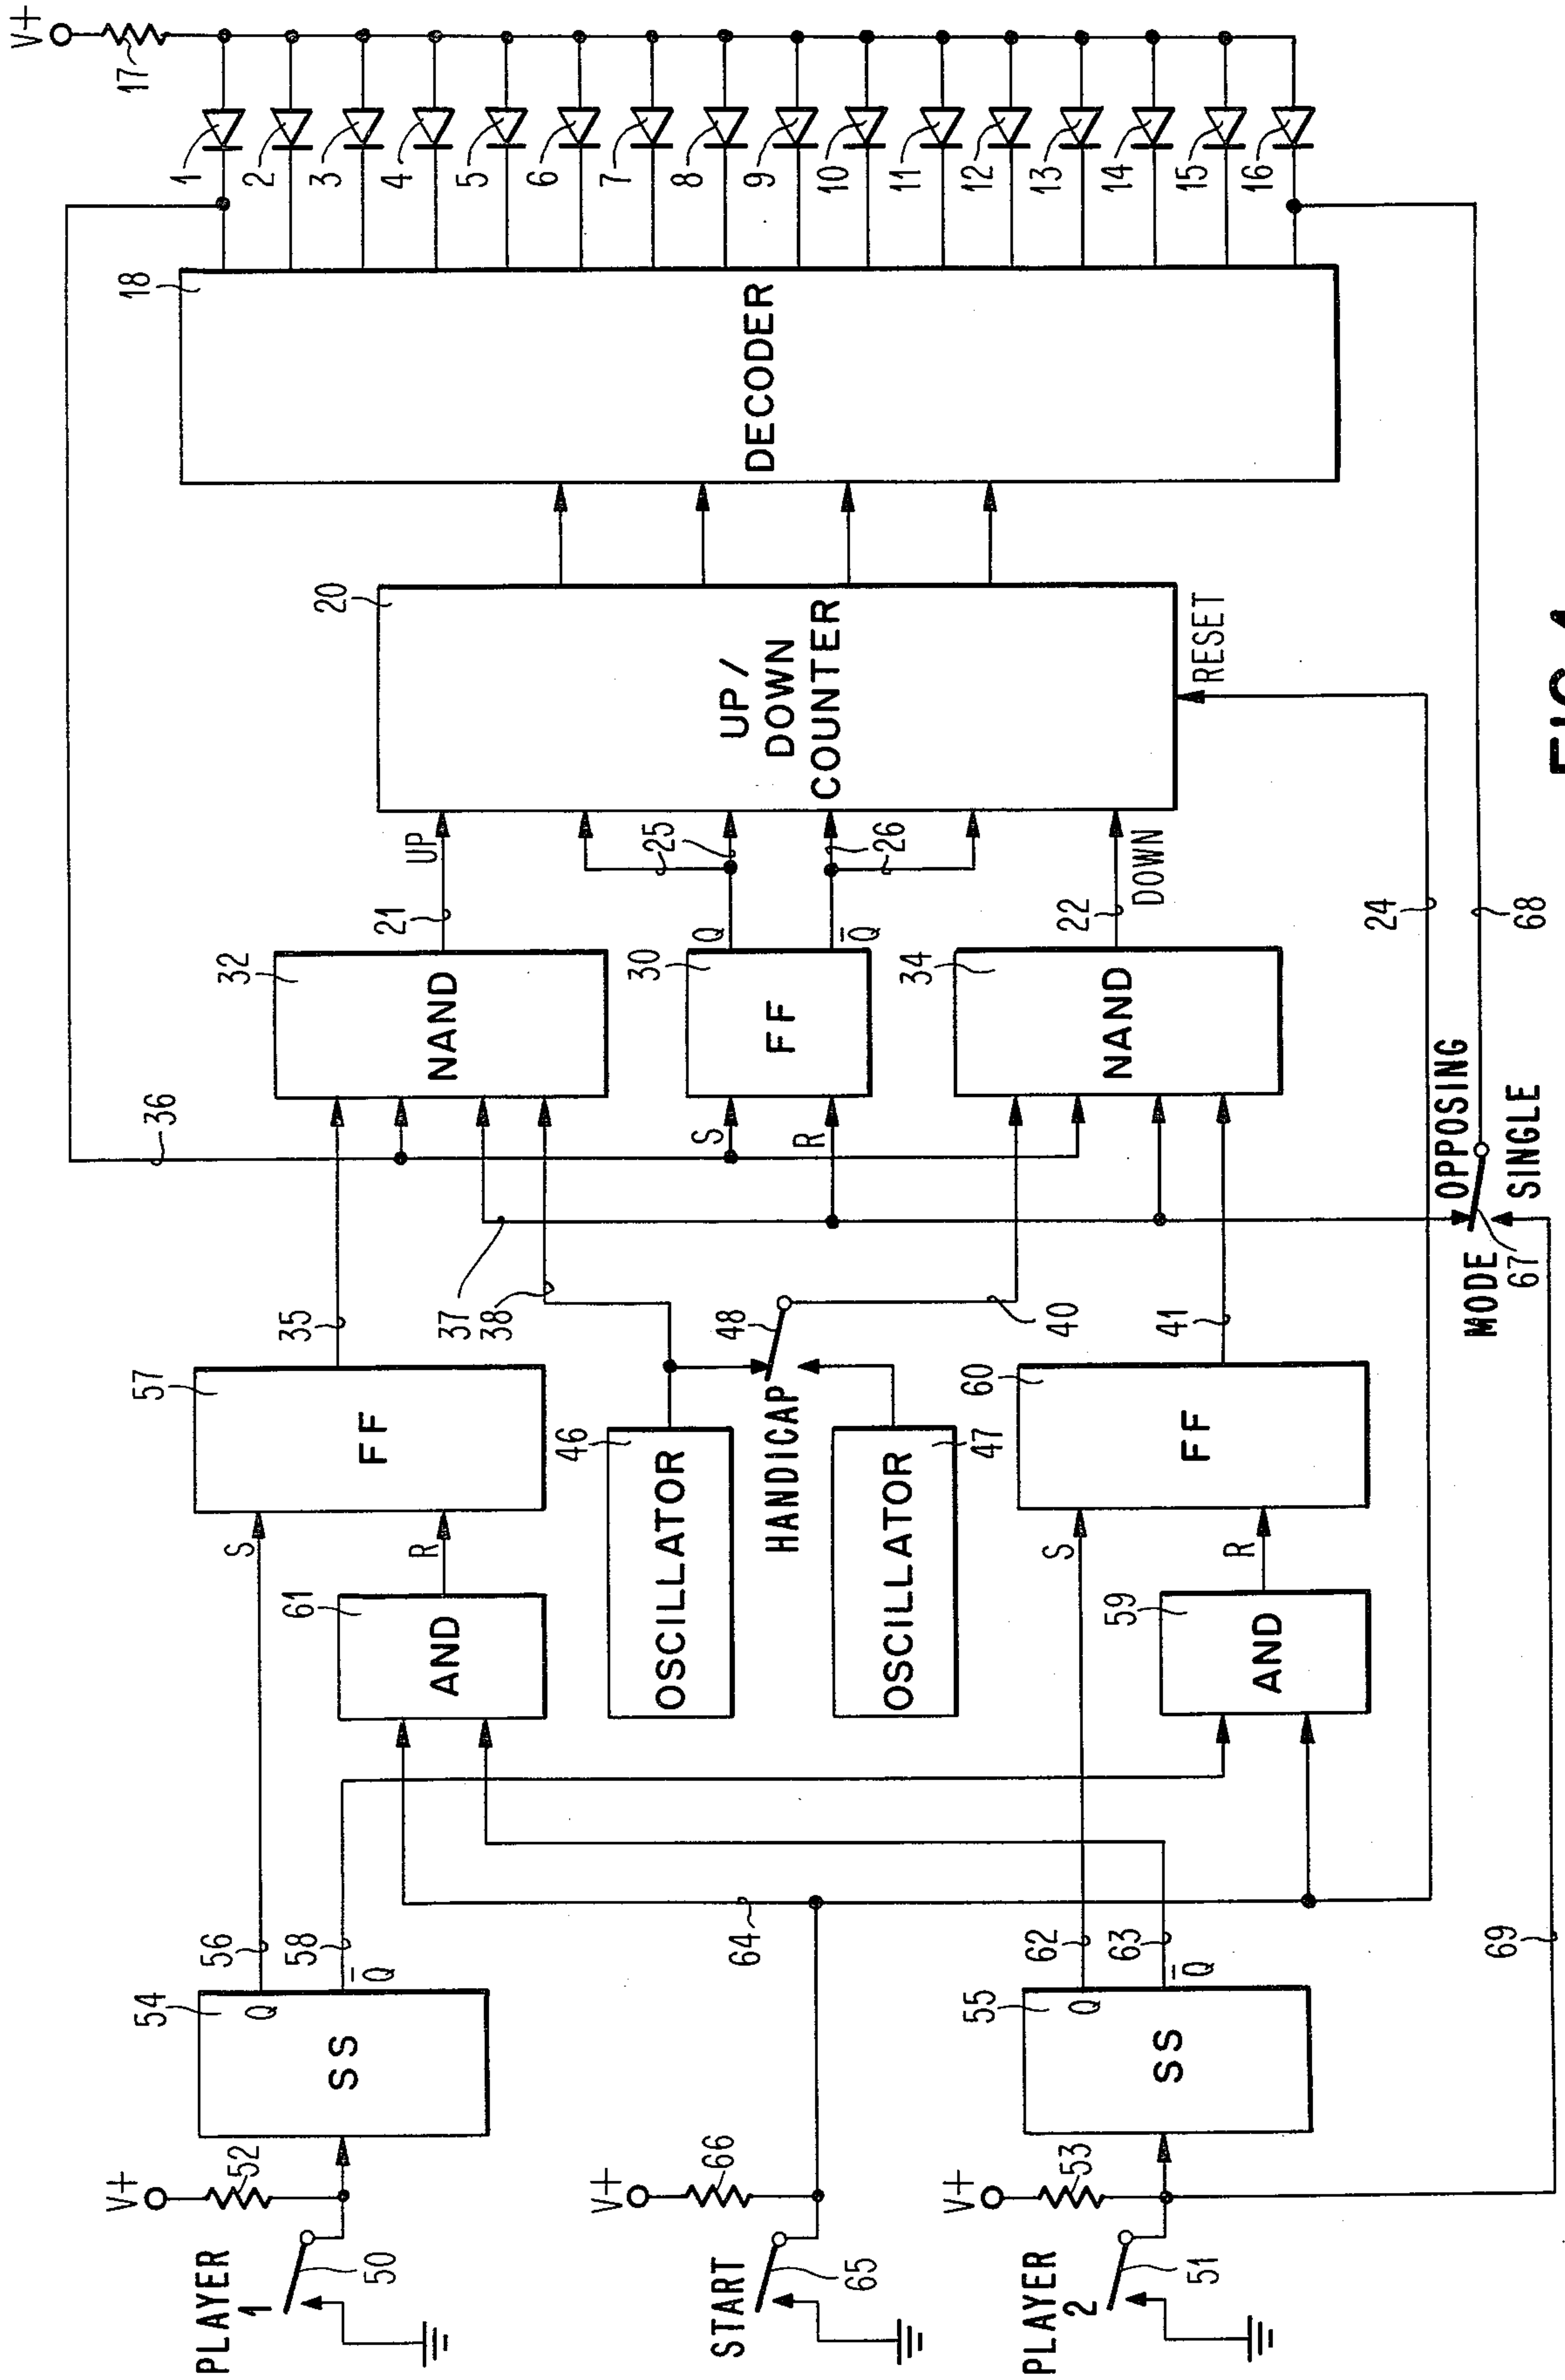 V+
17
1
2
3
4
5
6
7
8
9
10
11
12
13
14
15
16
18
DECODER
20
UP/
DOWN
COUNTER
RESET
UP
21
25
26
22
DOWN
24
68
32
NAND
30
FF
Q
Q̅
34
NAND
36
S
R
OPPOSING
SINGLE
MODE
67
35
37
38
48
40
41
57
FF
46
OSCILLATOR
HANDICAP
47
OSCILLATOR
60
FF
S
R
61
AND
S
R
59
AND
56
58
64
62
63
69
54
SS
Q
Q̅
55
SS
Q
Q̅
V+
52
V+
66
V+
53
PLAYER
1
50
START
65
PLAYER
2
51